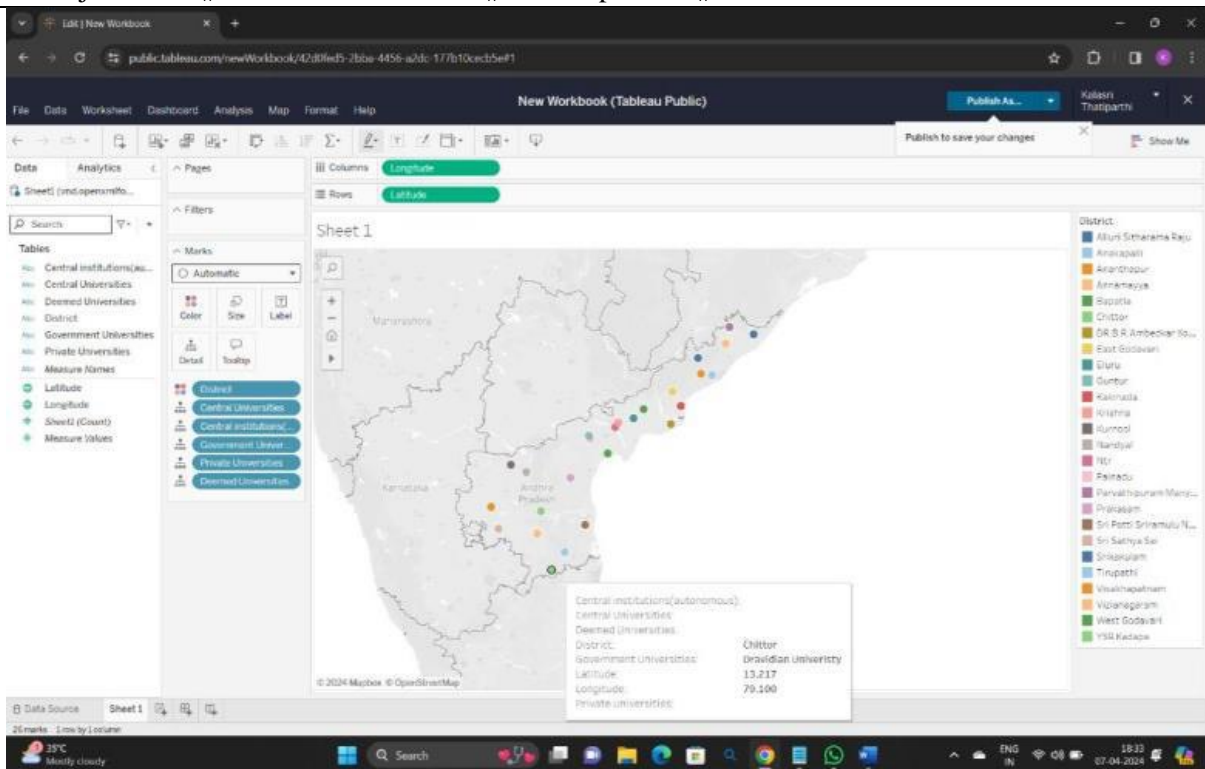 Edit | New Workbook
public.tableau.com/newWorkbook/42d0fed5-2bba-4456-a2dc-177b10cecb5e#1
New Workbook (Tableau Public)
Publish As...
Kalasri
Thatiparthi
File Data Worksheet Dashboard Analysis Map Format Help
Publish to save your changes
Show Me
Data Analytics
Pages
Columns Longitude
Sheet1 (vnd.openxmlfo...
Rows Latitude
Filters
Search
Sheet 1
Tables
Central institutions(au...
Central Universities
Deemed Universities
District
Government Universities
Private Universities
Measure Names
Latitude
Longitude
(Count)
Measure Values
Marks
Automatic
Color Size Label
Detail Tooltip
District
Central Universities
Central institutions(...
Government Univer...
Private Universities
Deemed Universities
Maharashtra
Karnataka
Andhra
Pradesh
© 2024 Mapbox © OpenStreetMap
Central institutions(autonomous):
Central Universities:
Deemed Universities:
District: Chittor
Government Universities: Dravidian Univeristy
Latitude: 13.217
Longitude: 79.100
Private Universities:
District
Alluri Sitharama Raju
Anakapalli
Ananthapur
Annamayya
Bapatla
Chittor
DR.B.R.Ambedkar Ko...
East Godavari
Eluru
Guntur
Kakinada
Krishna
Kurnool
Nandyal
Ntr
Palnadu
Parvathipuram Many...
Prakasam
Sri Potti Sriramulu N...
Sri Sathya Sai
Srikakulam
Tirupathi
Visakhapatnam
Vizianagaram
West Godavari
YSR Kadapa
Data Source Sheet 1
26 marks 1 row by 1 column
35°C
Mostly cloudy
Search
ENG
IN
18:33
07-04-2024